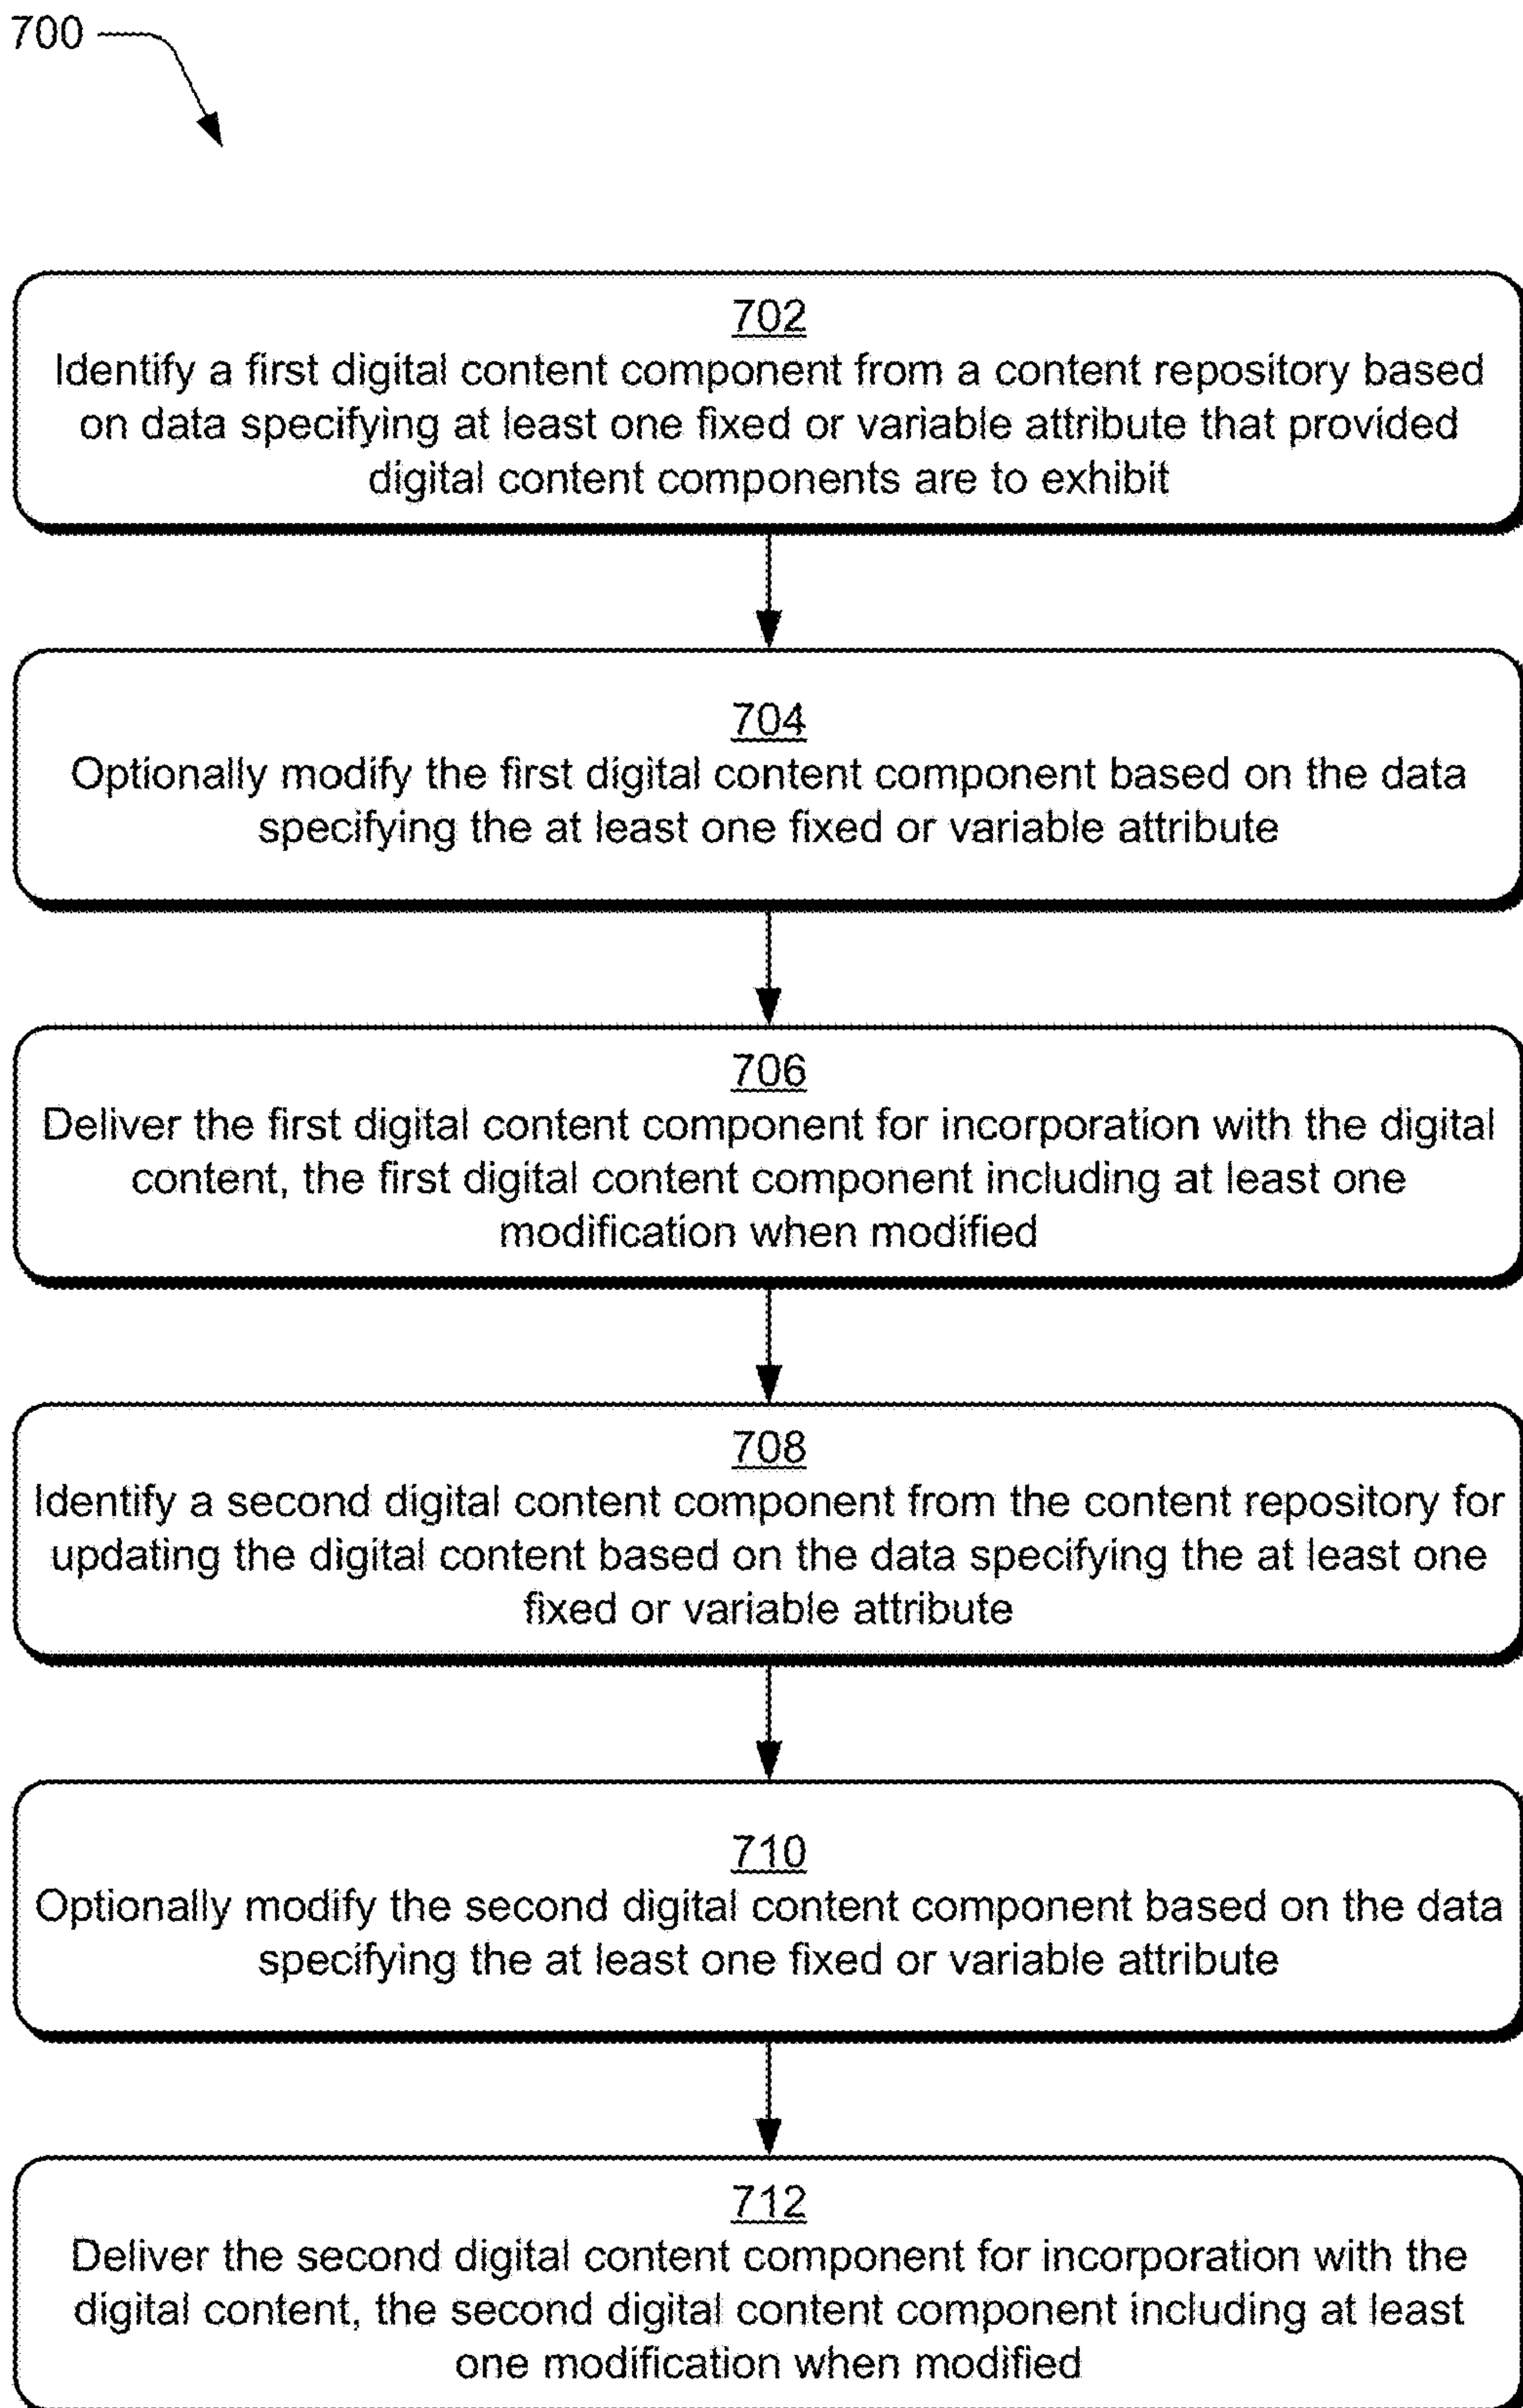 700
702
Identify a first digital content component from a content repository based
on data specifying at least one fixed or variable attribute that provided
digital content components are to exhibit
704
Optionally modify the first digital content component based on the data
specifying the at least one fixed or variable attribute
706
Deliver the first digital content component for incorporation with the digital
content, the first digital content component including at least one
modification when modified
708
Identify a second digital content component from the content repository for
updating the digital content based on the data specifying the at least one
fixed or variable attribute
710
Optionally modify the second digital content component based on the data
specifying the at least one fixed or variable attribute
712
Deliver the second digital content component for incorporation with the
digital content, the second digital content component including at least
one modification when modified